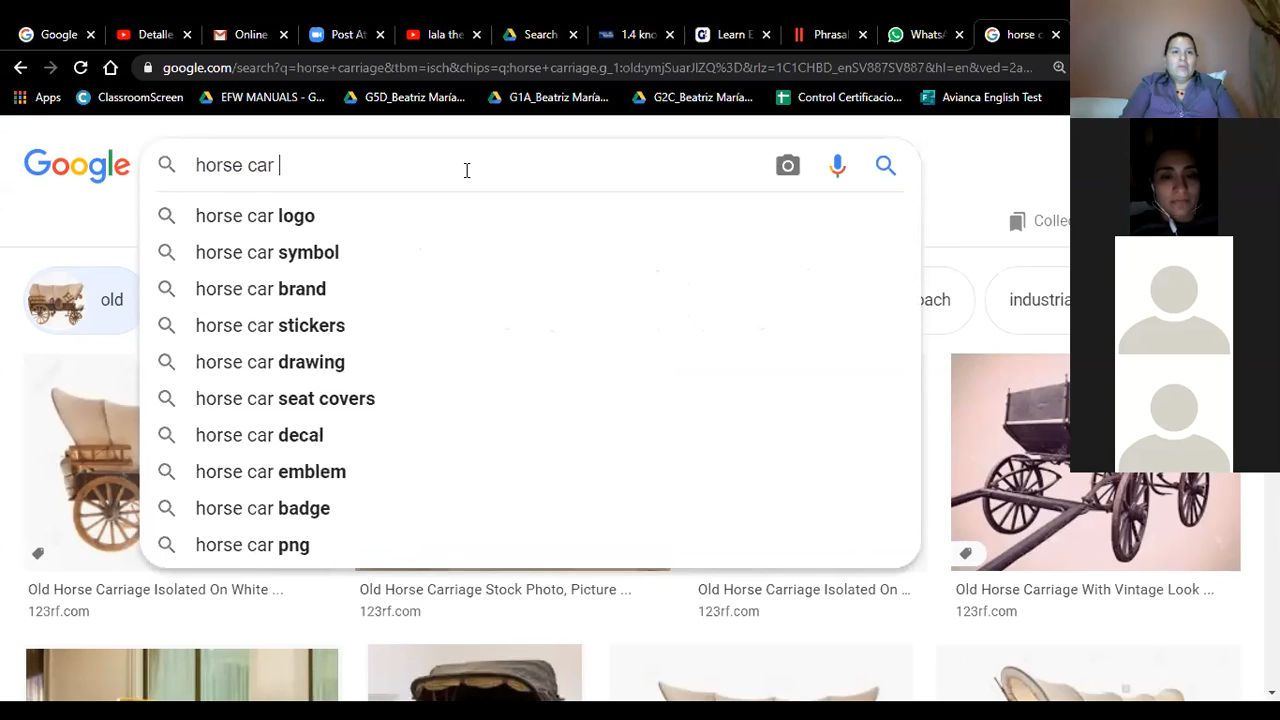 Google
Detalle
Online
Post At
lala the
Search
1.4 kno
Learn E
Phrasal
WhatsA
horse c
google.com/search?q=horse+carriage&tbm=isch&chips=q:horse+carriage,g_1:old:ymjSuarJIZQ%3D&rlz=1C1CHBD_enSV887SV887&hl=en&ved=2a...
Apps
ClassroomScreen
EFW MANUALS - G...
G5D_Beatriz María...
G1A_Beatriz María...
G2C_Beatriz María...
Control Certificacio...
Avianca English Test
Google
horse car
horse car logo
horse car symbol
horse car brand
horse car stickers
horse car drawing
horse car seat covers
horse car decal
horse car emblem
horse car badge
horse car png
Colle
old
oach
industria
Old Horse Carriage Isolated On White ...
123rf.com
Old Horse Carriage Stock Photo, Picture ...
123rf.com
Old Horse Carriage Isolated On ...
123rf.com
Old Horse Carriage With Vintage Look ...
123rf.com